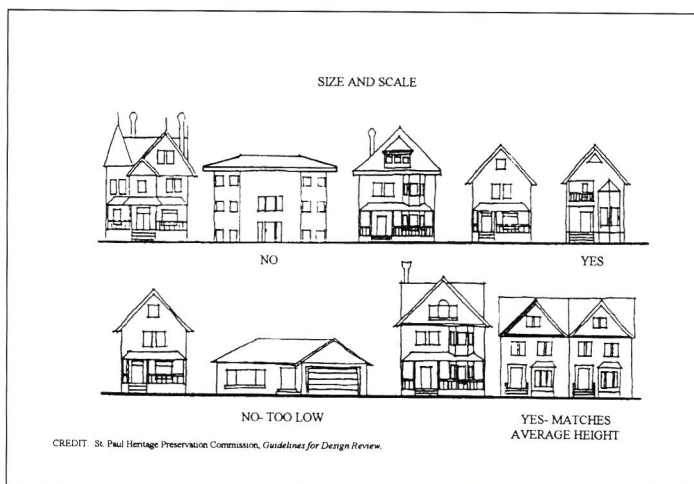 SIZE AND SCALE
NO
YES
NO- TOO LOW
YES- MATCHES
AVERAGE HEIGHT
CREDIT St. Paul Heritage Preservation Commission, Guidelines for Design Review.